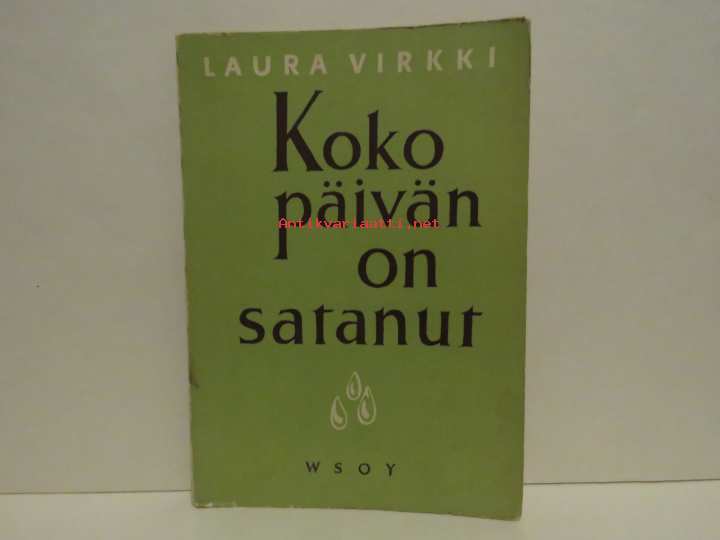 LAURA VIRKKI
Koko
päivän
Antikvariaatti.net
on
satanut
WSOY